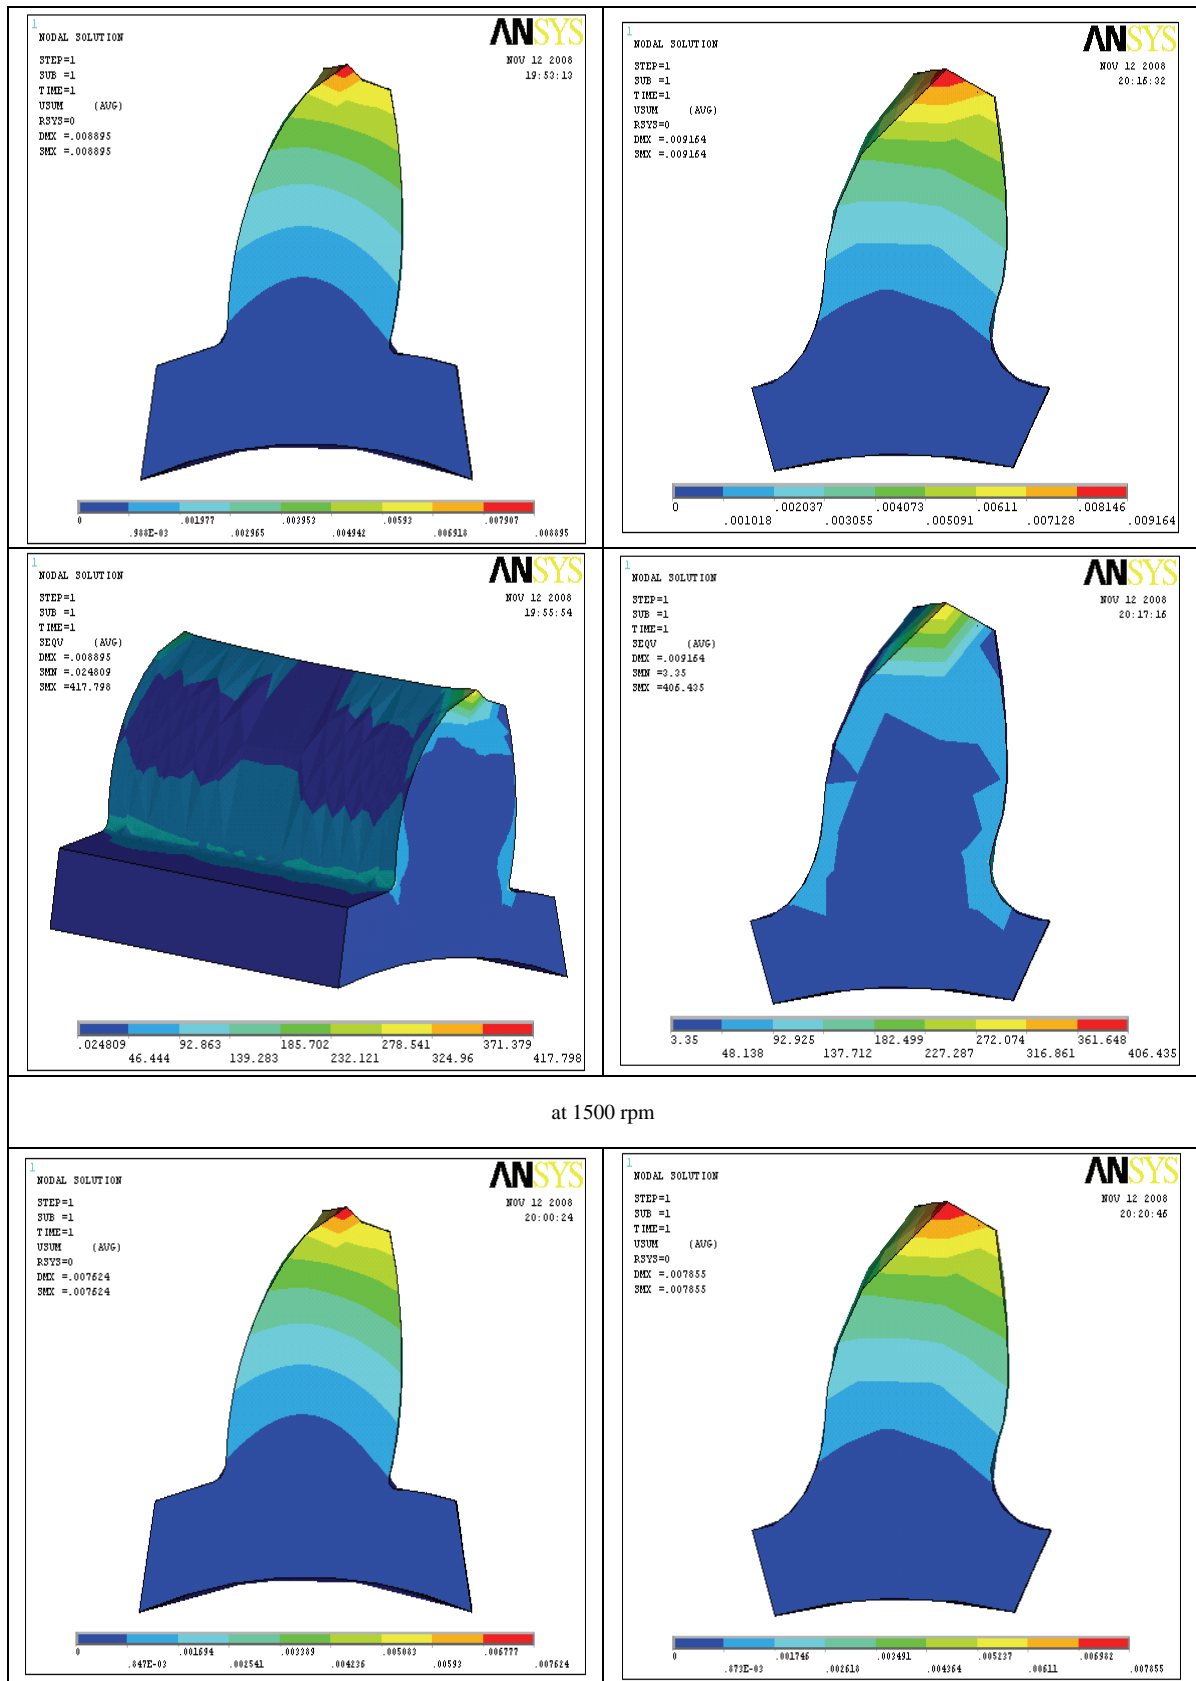 1
ANSYS
NODAL SOLUTION
NOV 12 2008
19:53:13
STEP=1
SUB =1
TIME=1
USUM (AVG)
RSYS=0
DMX =.008895
SMX =.008895
0 .001977 .003953 .00593 .007907
.988E-03 .002965 .004942 .006918 .008895
1
ANSYS
NODAL SOLUTION
NOV 12 2008
20:16:32
STEP=1
SUB =1
TIME=1
USUM (AVG)
RSYS=0
DMX =.009164
SMX =.009164
0 .002037 .004073 .00611 .008146
.001018 .003055 .005091 .007128 .009164
1
ANSYS
NODAL SOLUTION
NOV 12 2008
19:55:54
STEP=1
SUB =1
TIME=1
SEQV (AVG)
DMX =.008895
SMN =.024809
SMX =417.798
.024809 92.863 185.702 278.541 371.379
46.444 139.283 232.121 324.96 417.798
1
ANSYS
NODAL SOLUTION
NOV 12 2008
20:17:16
STEP=1
SUB =1
TIME=1
SEQV (AVG)
DMX =.009164
SMN =3.35
SMX =406.435
3.35 92.925 182.499 272.074 361.648
48.138 137.712 227.287 316.861 406.435
at 1500 rpm
1
ANSYS
NODAL SOLUTION
NOV 12 2008
20:00:24
STEP=1
SUB =1
TIME=1
USUM (AVG)
RSYS=0
DMX =.007624
SMX =.007624
0 .001694 .003389 .005083 .006777
.847E-03 .002541 .004236 .00593 .007624
1
ANSYS
NODAL SOLUTION
NOV 12 2008
20:20:46
STEP=1
SUB =1
TIME=1
USUM (AVG)
RSYS=0
DMX =.007855
SMX =.007855
0 .001746 .003491 .005237 .006982
.873E-03 .002618 .004364 .00611 .007855